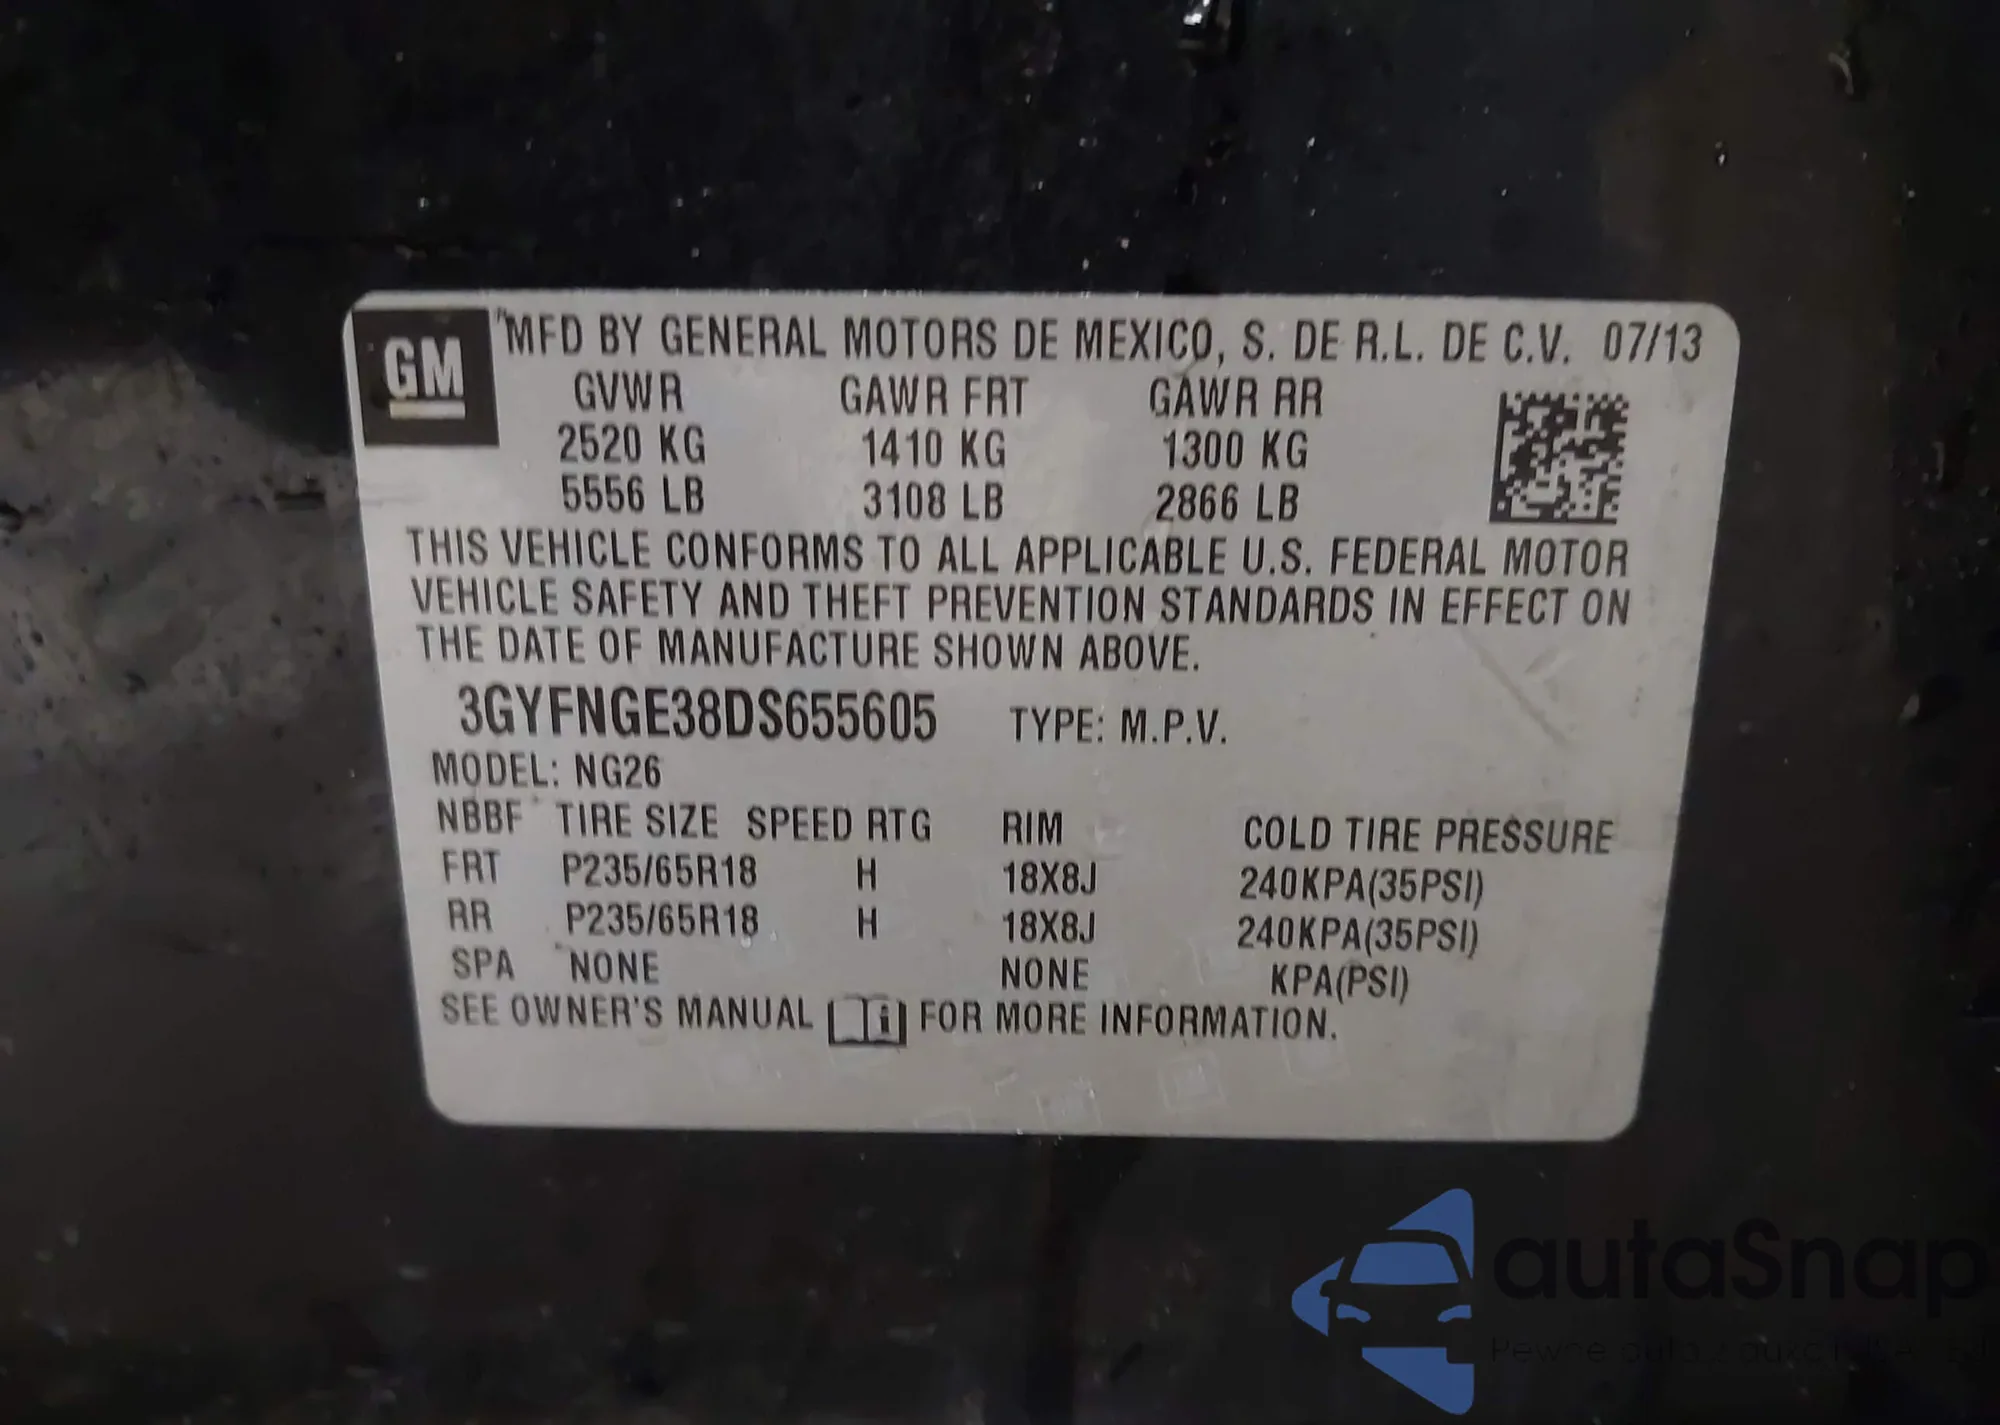 GM
MFD BY GENERAL MOTORS DE MEXICO, S. DE R.L. DE C.V. 07/13
GVWR GAWR FRT GAWR RR
2520 KG 1410 KG 1300 KG
5556 LB 3108 LB 2866 LB
THIS VEHICLE CONFORMS TO ALL APPLICABLE U.S. FEDERAL MOTOR
VEHICLE SAFETY AND THEFT PREVENTION STANDARDS IN EFFECT ON
THE DATE OF MANUFACTURE SHOWN ABOVE.
3GYFNGE38DS655605 TYPE: M.P.V.
MODEL: NG26
NBBF TIRE SIZE SPEED RTG RIM COLD TIRE PRESSURE
FRT P235/65R18 H 18X8J 240KPA(35PSI)
RR P235/65R18 H 18X8J 240KPA(35PSI)
SPA NONE NONE KPA(PSI)
SEE OWNER'S MANUAL i FOR MORE INFORMATION.
autaSnap
Pewne auta z